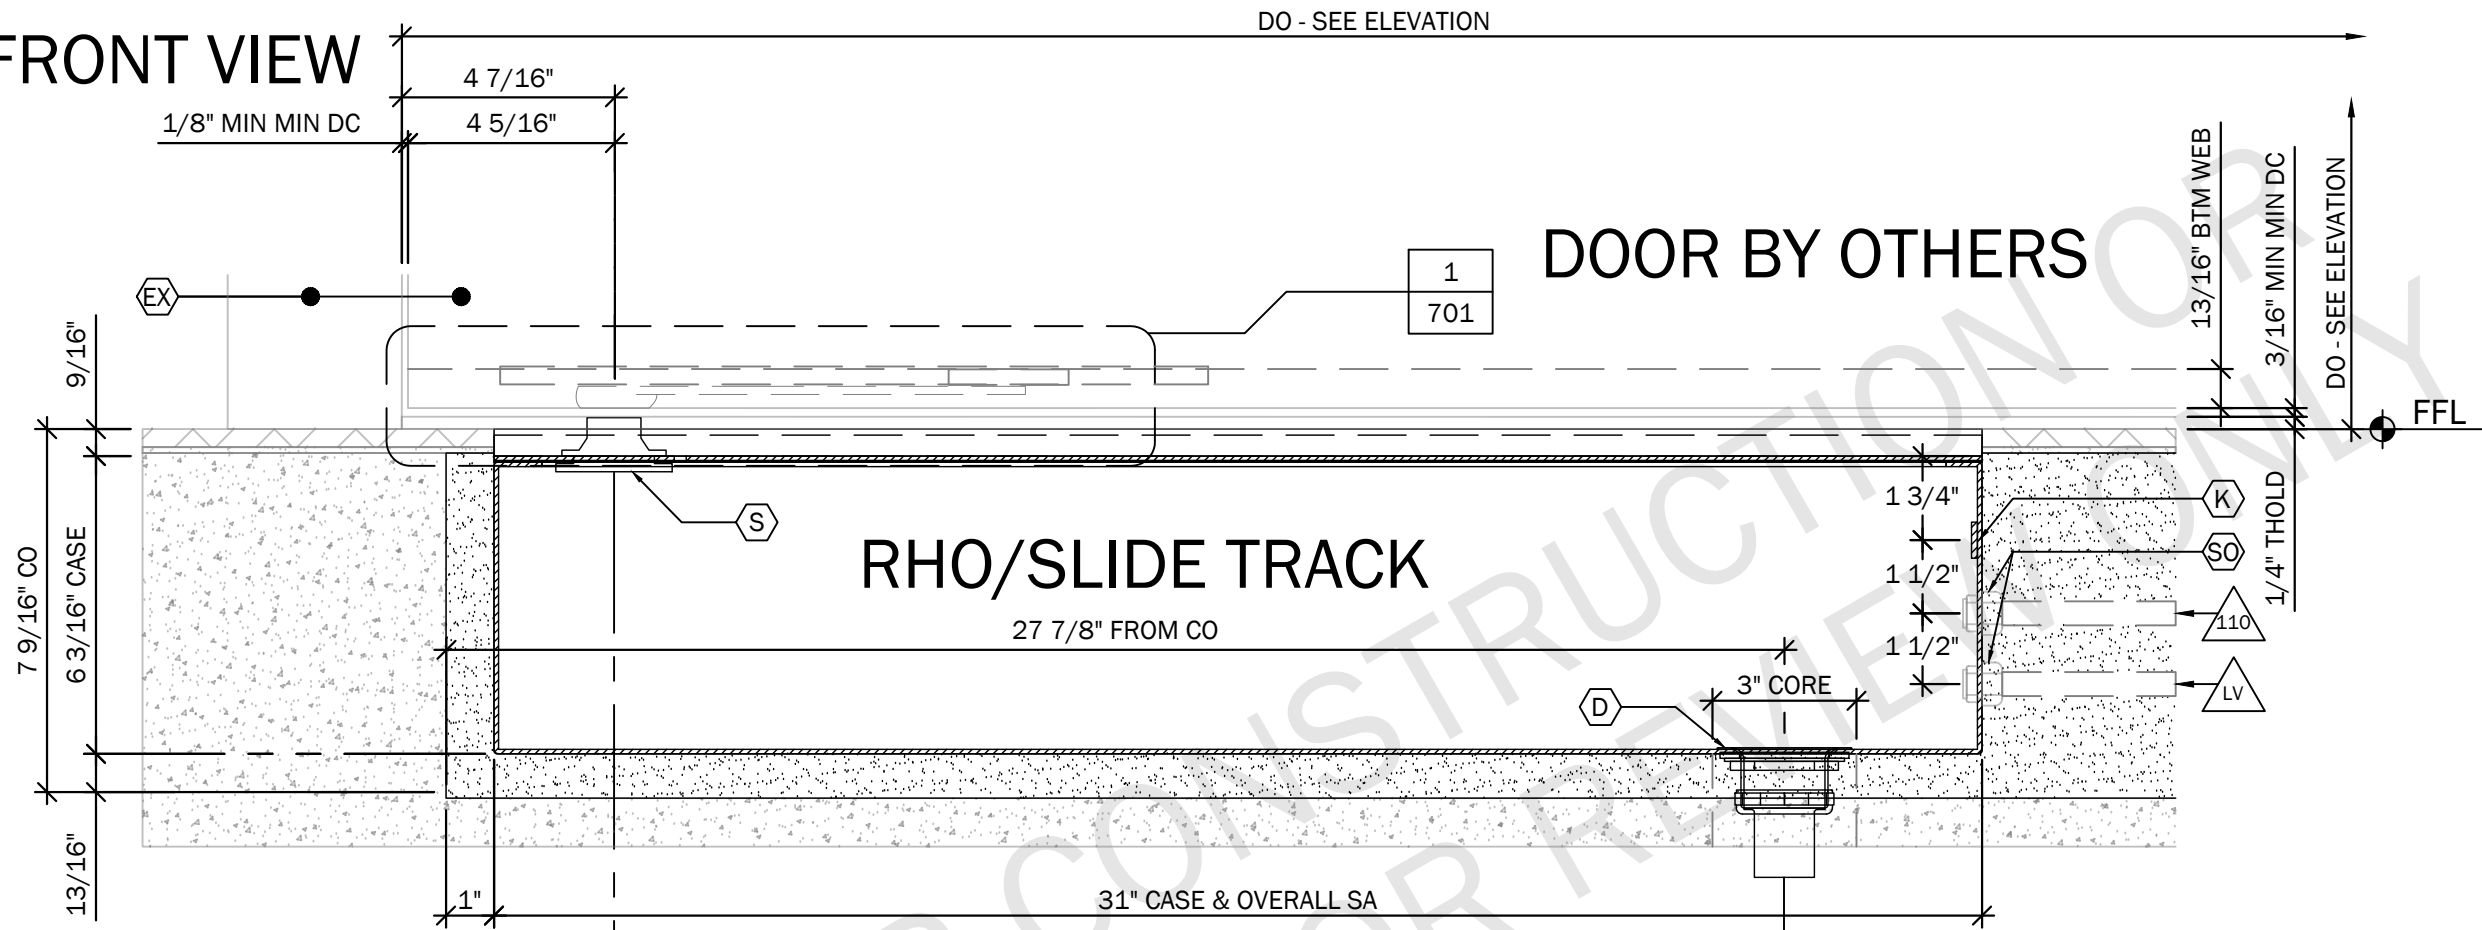 DO - SEE ELEVATION
FRONT VIEW
4 7/16"
1/8" MIN MIN DC
4 5/16"
13/16" BTM WEB
3/16" MIN MIN DC
DO - SEE ELEVATION
DOOR BY OTHERS
1
701
EX
9/16"
FFL
7 9/16" CO
6 3/16" CASE
S
1 3/4"
K
RHO/SLIDE TRACK
SO
1/4" THOLD
1 1/2"
110
27 7/8" FROM CO
1 1/2"
3" CORE
D
LV
13/16"
1"
31" CASE & OVERALL SA
CONSTRUCTION OR
OR REVIEW ONLY